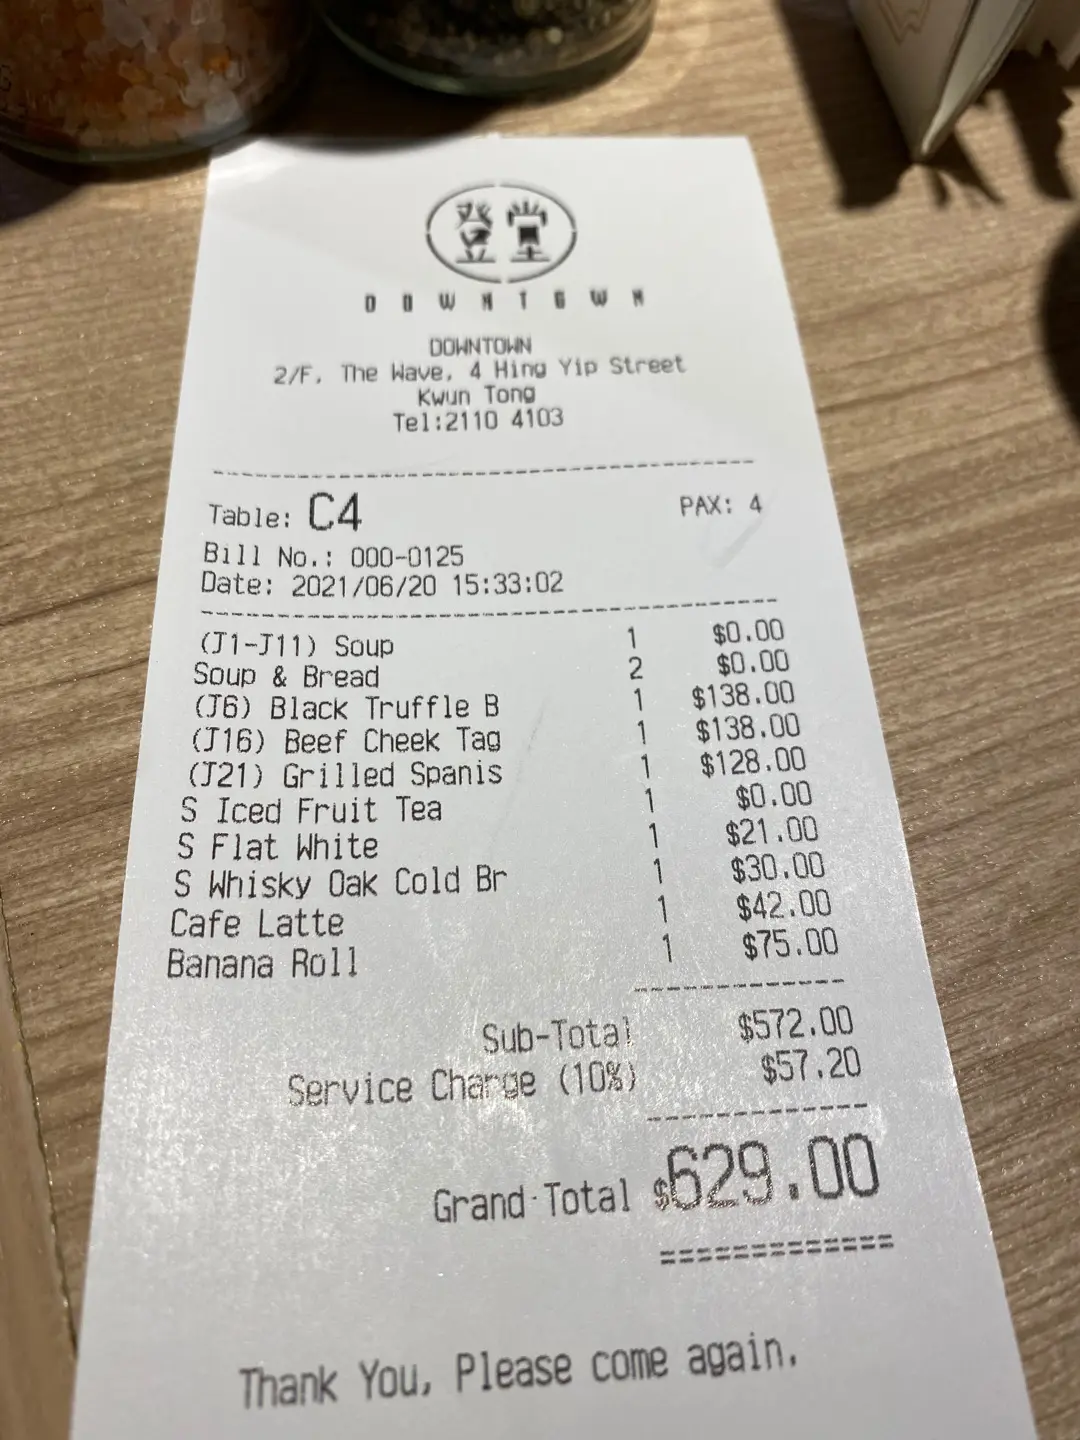 登堂
DOWNTOWN
DOWNTOWN
2/F, The Wave, 4 Hing Yip Street
Kwun Tong
Tel:2110 4103
Table: C4 PAX: 4
Bill No.: 000-0125
Date: 2021/06/20 15:33:02
(J1-J11) Soup 1 $0.00
Soup & Bread 2 $0.00
(J6) Black Truffle B 1 $138.00
(J16) Beef Cheek Tag 1 $138.00
(J21) Grilled Spanis 1 $128.00
S Iced Fruit Tea 1 $0.00
S Flat White 1 $21.00
S Whisky Oak Cold Br 1 $30.00
Cafe Latte 1 $42.00
Banana Roll 1 $75.00
Sub-Total $572.00
Service Charge (10%) $57.20
Grand Total $629.00
Thank You, Please come again.